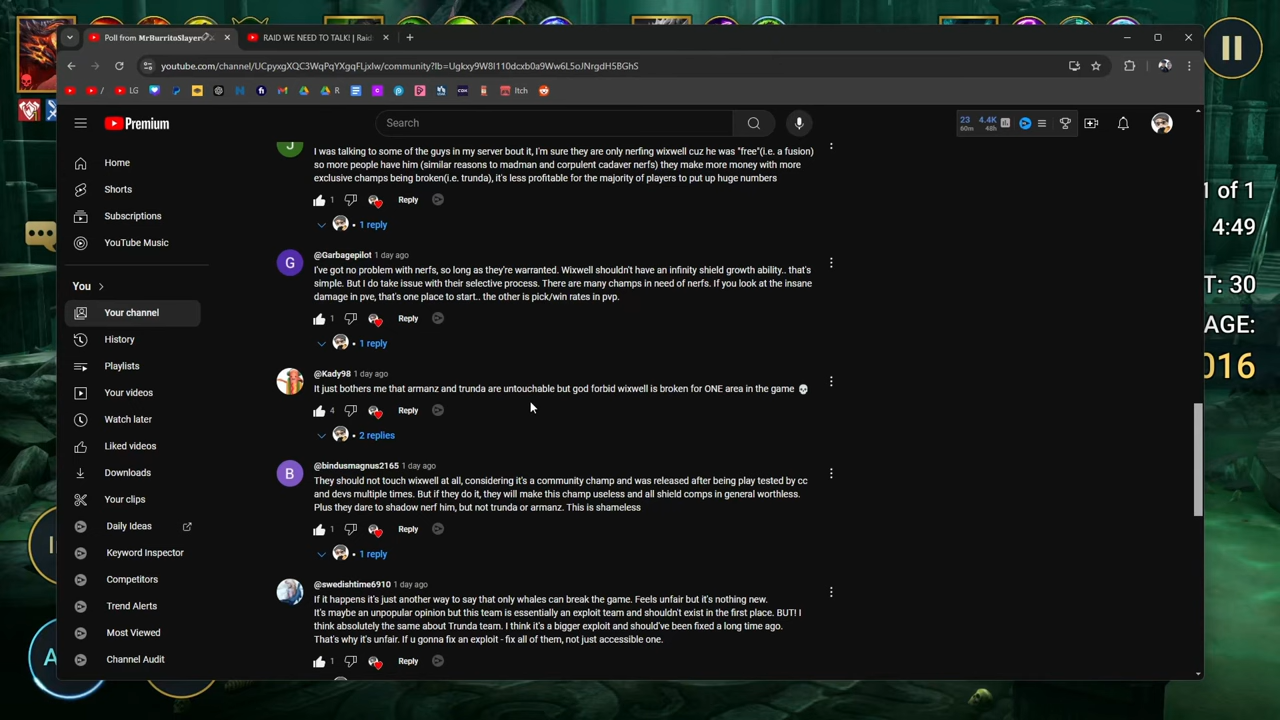 Poll from MrBurritoSlayer
RAID WE NEED TO TALK! | Raid
youtube.com/channel/UCpyxgXQC3WqPqYXgqFLjxIw/community?lb=Ugkxy9W8I110dcxb0a9Ww6L5oJNrgdH5BGhS
/
LG
R
Itch
Premium
Search
23
60m
4.4K
48h
Home
Shorts
Subscriptions
YouTube Music
You
Your channel
History
Playlists
Your videos
Watch later
Liked videos
Downloads
Your clips
Daily Ideas
Keyword Inspector
Competitors
Trend Alerts
Most Viewed
Channel Audit
J
I was talking to some of the guys in my server bout it, I'm sure they are only nerfing wixwell cuz he was "free"(i.e. a fusion)
so more people have him (similar reasons to madman and corpulent cadaver nerfs) they make more money with more
exclusive champs being broken(i.e. trunda), it's less profitable for the majority of players to put up huge numbers
1 Reply
• 1 reply
G
@Garbagepilot 1 day ago
I've got no problem with nerfs, so long as they're warranted. Wixwell shouldn't have an infinity shield growth ability.. that's
simple. But I do take issue with their selective process. There are many champs in need of nerfs. If you look at the insane
damage in pve, that's one place to start.. the other is pick/win rates in pvp.
1 Reply
• 1 reply
@Kady98 1 day ago
It just bothers me that armanz and trunda are untouchable but god forbid wixwell is broken for ONE area in the game 💀
4 Reply
• 2 replies
B
@bindusmagnus2165 1 day ago
They should not touch wixwell at all, considering it's a community champ and was released after being play tested by cc
and devs multiple times. But if they do it, they will make this champ useless and all shield comps in general worthless.
Plus they dare to shadow nerf him, but not trunda or armanz. This is shameless
1 Reply
• 1 reply
@swedishtime6910 1 day ago
If it happens it's just another way to say that only whales can break the game. Feels unfair but it's nothing new.
It's maybe an unpopular opinion but this team is essentially an exploit team and shouldn't exist in the first place. BUT! I
think absolutely the same about Trunda team. I think it's a bigger exploit and should've been fixed a long time ago.
That's why it's unfair. If u gonna fix an exploit - fix all of them, not just accessible one.
1 Reply
1 of 1
4:49
T: 30
AGE:
016
A